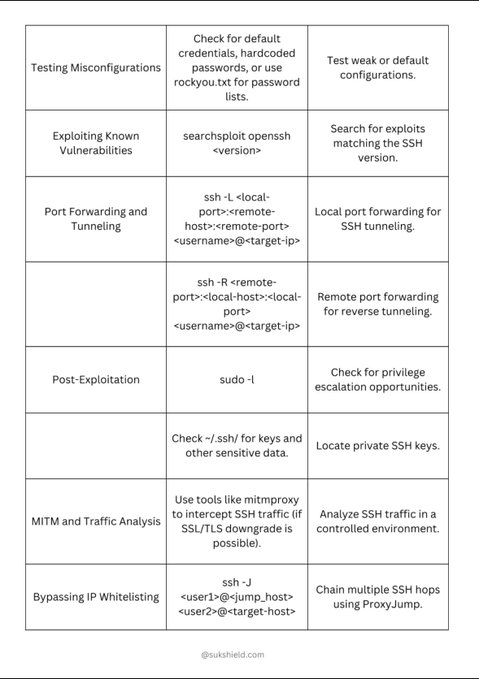 Testing Misconfigurations
Check for default
credentials, hardcoded
passwords, or use
rockyou.txt for password
lists.
Test weak or default
configurations.
Exploiting Known
Vulnerabilities
searchsploit openssh
<version>
Search for exploits
matching the SSH
version.
Port Forwarding and
Tunneling
ssh -L <local-
port>:<remote-
host>:<remote-port>
<username>@<target-ip>
Local port forwarding for
SSH tunneling.
ssh -R <remote-
port>:<local-host>:<local-
port>
<username>@<target-ip>
Remote port forwarding
for reverse tunneling.
Post-Exploitation
sudo -l
Check for privilege
escalation opportunities.
Check ~/.ssh/ for keys and
other sensitive data.
Locate private SSH keys.
MITM and Traffic Analysis
Use tools like mitmproxy
to intercept SSH traffic (if
SSL/TLS downgrade is
possible).
Analyze SSH traffic in a
controlled environment.
Bypassing IP Whitelisting
ssh -J
<user1>@<jump_host>
<user2>@<target-host>
Chain multiple SSH hops
using ProxyJump.
@sukshield.com